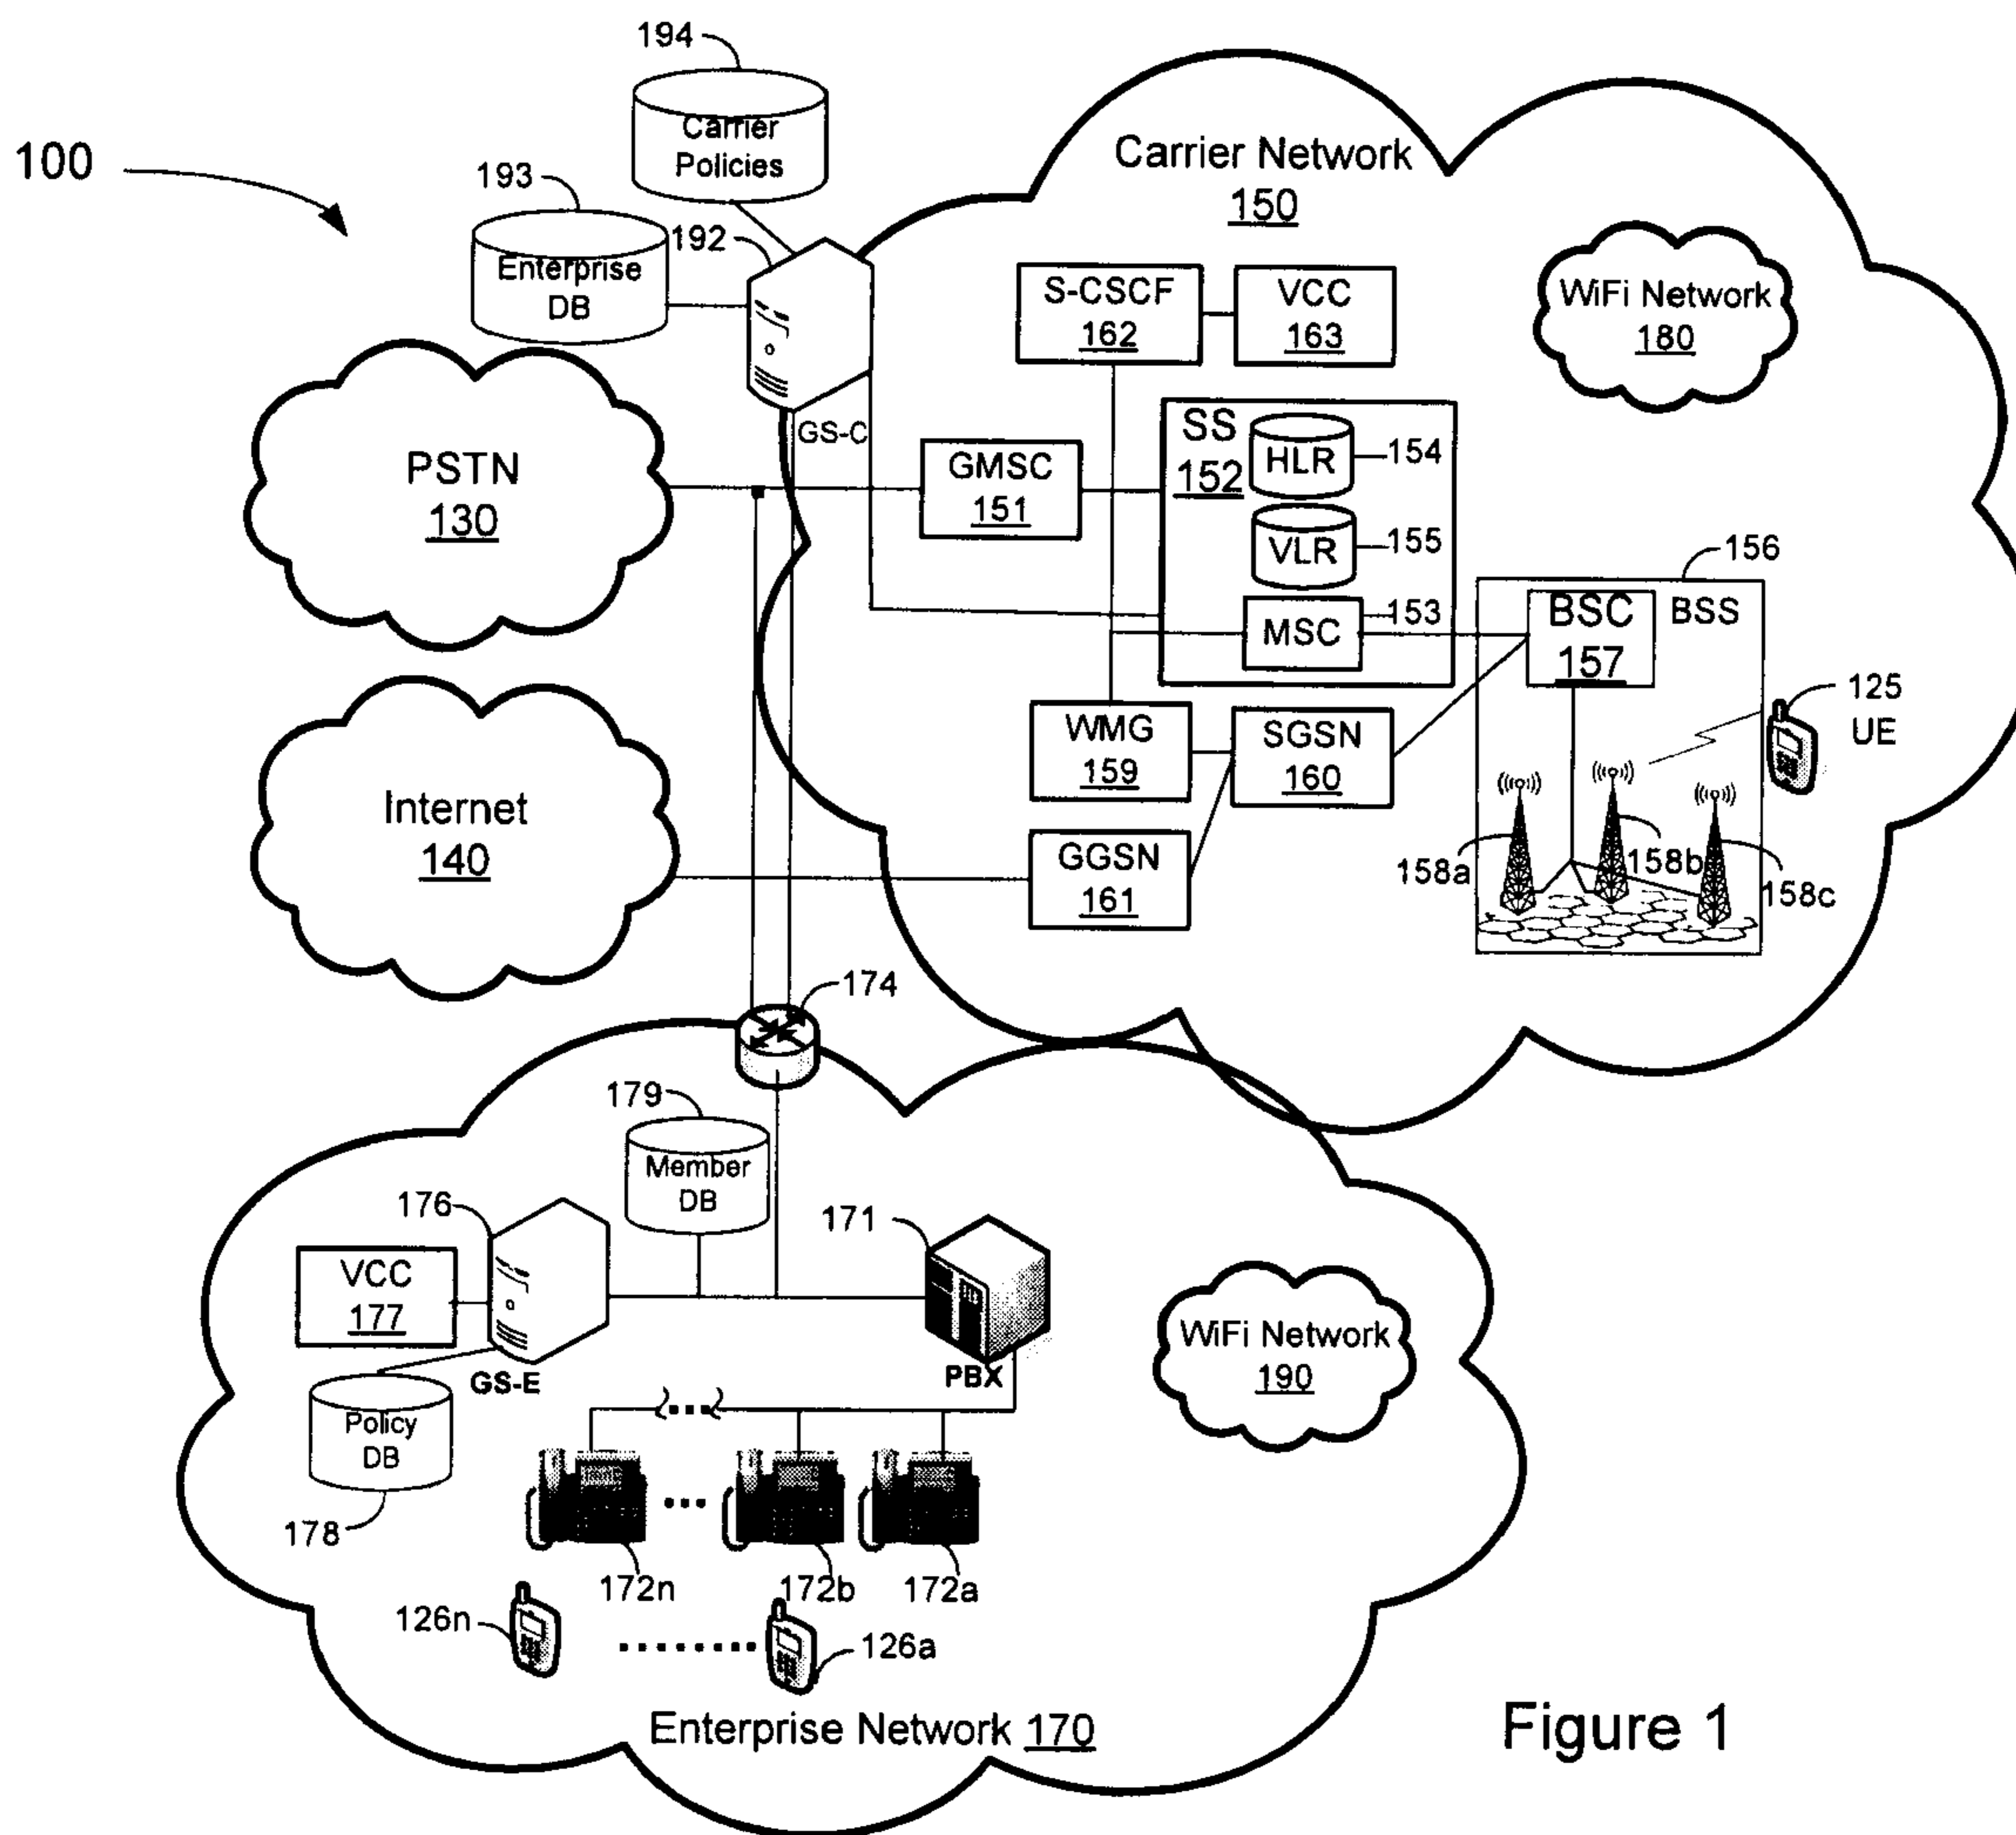 194
Carrier
Policies
100
193
Enterprise
DB
192
GS-C
Carrier Network
150
WiFi Network
180
S-CSCF
162
VCC
163
PSTN
130
GMSC
151
SS
152
HLR
154
VLR
155
MSC
153
156
BSC
157
BSS
125
UE
WMG
159
SGSN
160
Internet
140
GGSN
161
158a
158b
158c
174
179
Member
DB
176
171
VCC
177
GS-E
PBX
WiFi Network
190
Policy
DB
178
172n
172b
172a
126n
126a
Enterprise Network 170
Figure 1